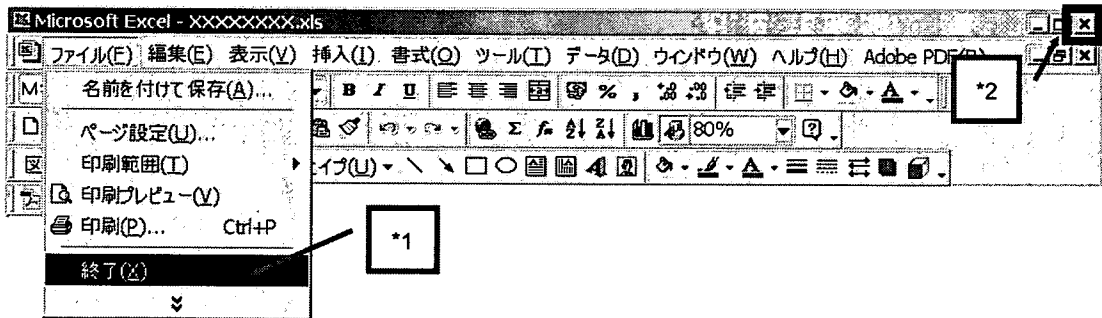 Microsoft Excel - XXXXXXXX.xls
ファイル(F) 編集(E) 表示(V) 挿入(I) 書式(O) ツール(T) データ(D) ウィンドウ(W) ヘルプ(H) Adobe PDF(B)
名前を付けて保存(A)...
B I U % ,
ページ設定(U)...
Σ 80%
印刷範囲(T)
ェイプ(U)
印刷プレビュー(V)
印刷(P)... Ctrl+P
終了(X)
*1
*2